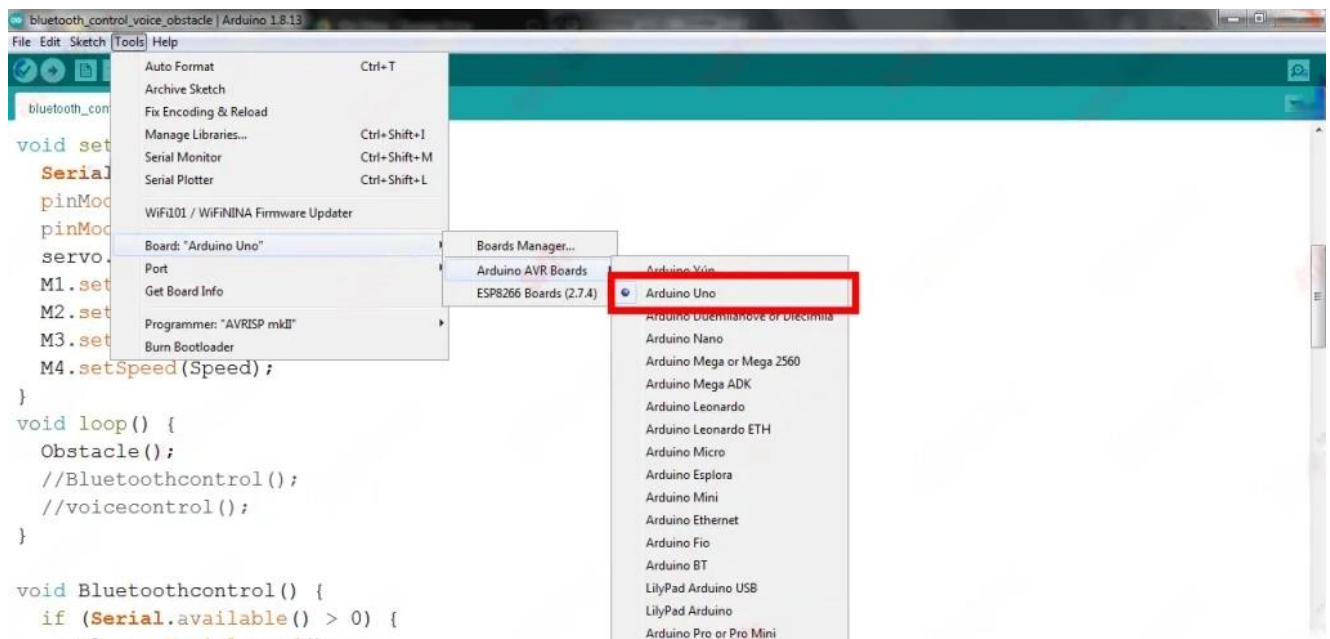 bluetooth_control_voice_obstacle | Arduino 1.8.13
File Edit Sketch Tools Help
bluetooth_con
Auto Format Ctrl+T
Archive Sketch
Fix Encoding & Reload
Manage Libraries... Ctrl+Shift+I
Serial Monitor Ctrl+Shift+M
Serial Plotter Ctrl+Shift+L
WiFi101 / WiFiNINA Firmware Updater
Board: "Arduino Uno"
Port
Get Board Info
Programmer: "AVRISP mkII"
Burn Bootloader
Boards Manager...
Arduino AVR Boards
ESP8266 Boards (2.7.4)
Arduino Yún
Arduino Uno
Arduino Duemilanove or Diecimila
Arduino Nano
Arduino Mega or Mega 2560
Arduino Mega ADK
Arduino Leonardo
Arduino Leonardo ETH
Arduino Micro
Arduino Esplora
Arduino Mini
Arduino Ethernet
Arduino Fio
Arduino BT
LilyPad Arduino USB
LilyPad Arduino
Arduino Pro or Pro Mini
void set
Serial
pinMod
pinMod
servo.
M1.set
M2.set
M3.set
M4.setSpeed(Speed);
}
void loop() {
Obstacle();
//Bluetoothcontrol();
//voicecontrol();
}
void Bluetoothcontrol() {
if (Serial.available() > 0) {